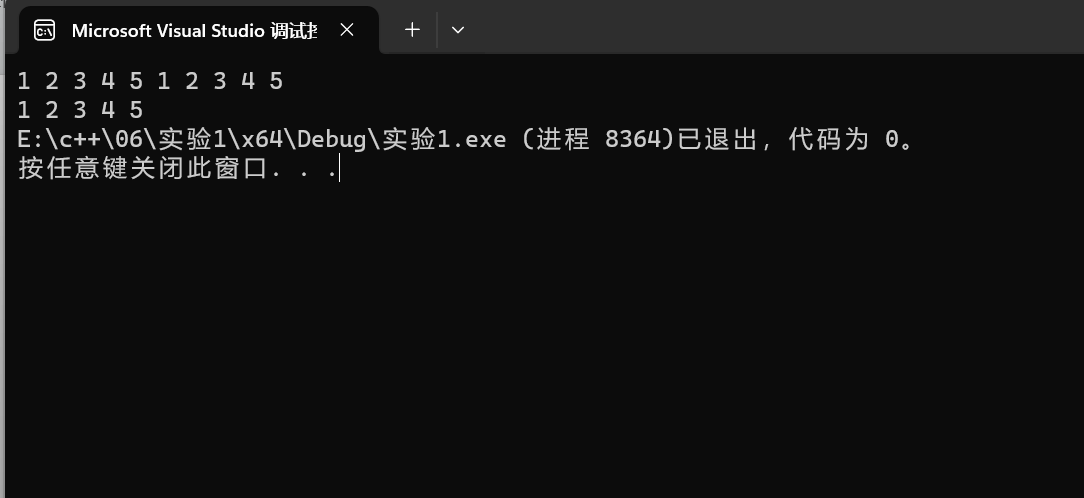 Microsoft Visual Studio 调试
1 2 3 4 5 1 2 3 4 5
1 2 3 4 5
E:\c++\06\实验1\x64\Debug\实验1.exe (进程 8364)已退出，代码为 0。
按任意键关闭此窗口. . .